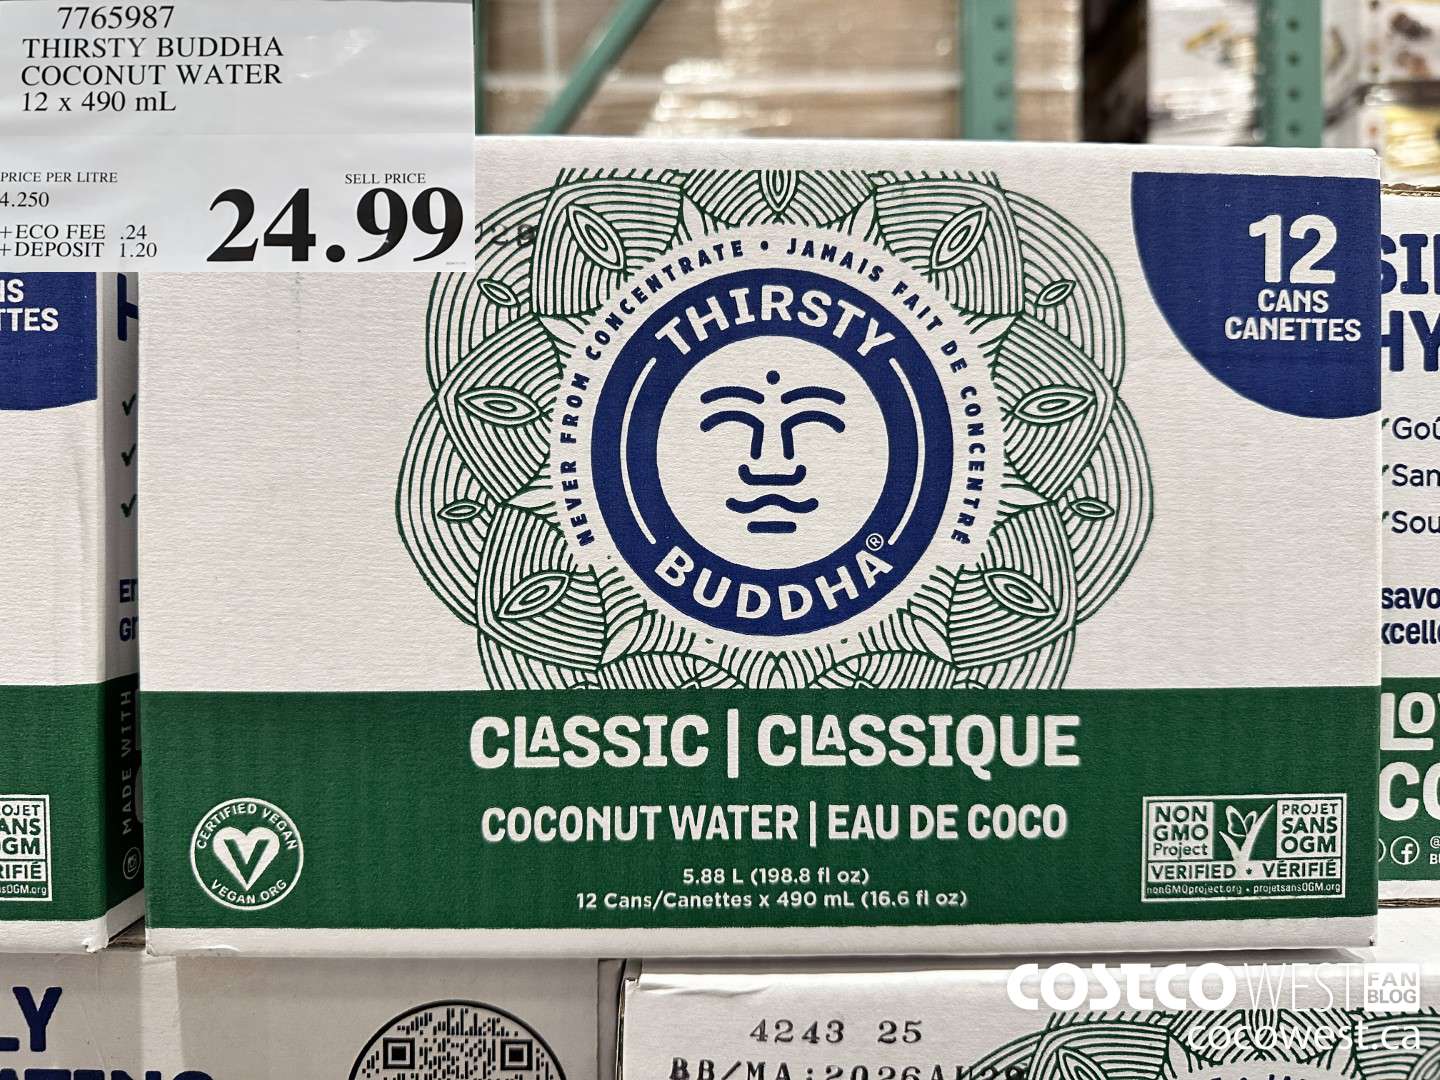 7765987
THIRSTY BUDDHA
COCONUT WATER
12 x 490 mL
PRICE PER LITRE
4.250
SELL PRICE
24.99
+ECO FEE .24
+DEPOSIT 1.20
NEVER FROM CONCENTRATE • JAMAIS FAIT DE CONCENTRÉ
THIRSTY
BUDDHA®
12
CANS
CANETTES
CLASSIC | CLASSIQUE
COCONUT WATER | EAU DE COCO
5.88 L (198.8 fl oz)
12 Cans/Canettes x 490 mL (16.6 fl oz)
CERTIFIED VEGAN
VEGAN.ORG
NON
GMO
Project
PROJET
SANS
OGM
VERIFIED • VÉRIFIÉ
nonGMOproject.org • projetsansOGM.org
MADE WITH
4243 25
COSTCO WEST FAN BLOG
cocowest.ca